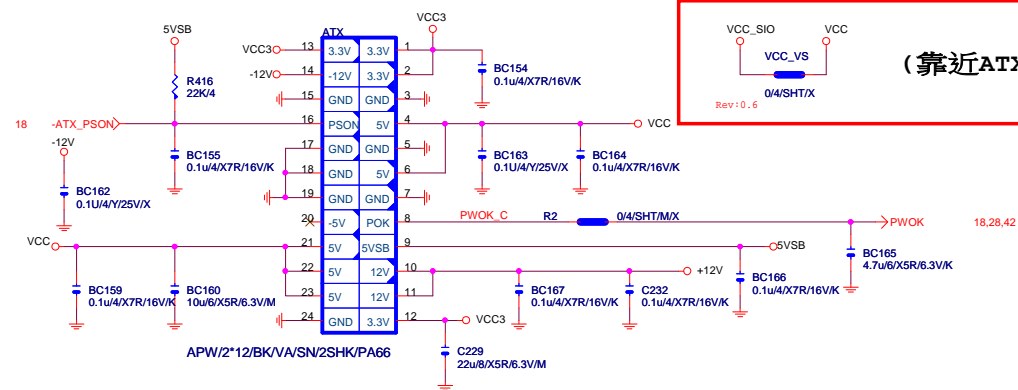 5VSB
R416
22K/4
18 -ATX_PSON
-12V
BC162
0.1U/4/Y/25V/X
BC155
0.1u/4/X7R/16V/K
VCC
BC159
0.1u/4/X7R/16V/K
BC160
10u/6/X5R/6.3V/M
VCC3
-12V
ATX
VCC3
13 3.3V 3.3V 1
14 -12V 3.3V 2
15 GND GND 3
16 PSON 5V 4
17 GND GND 5
18 GND 5V 6
19 GND GND 7
20 -5V POK 8
21 5V 5VSB 9
22 5V 12V 10
23 5V 12V 11
24 GND 3.3V 12
APW/2*12/BK/VA/SN/2SHK/PA66
BC154
0.1u/4/X7R/16V/K
VCC
BC163
0.1U/4/Y/25V/X
BC164
0.1u/4/X7R/16V/K
PWOK_C R2 0/4/SHT/M/X PWOK 18,28,42
BC165
4.7u/6/X5R/6.3V/K
5VSB
BC166
0.1u/4/X7R/16V/K
+12V
BC167
0.1u/4/X7R/16V/K
C232
0.1u/4/X7R/16V/K
VCC3
C229
22u/8/X5R/6.3V/M
VCC_SIO VCC
VCC_VS
0/4/SHT/X
Rev:0.6
(靠近ATX